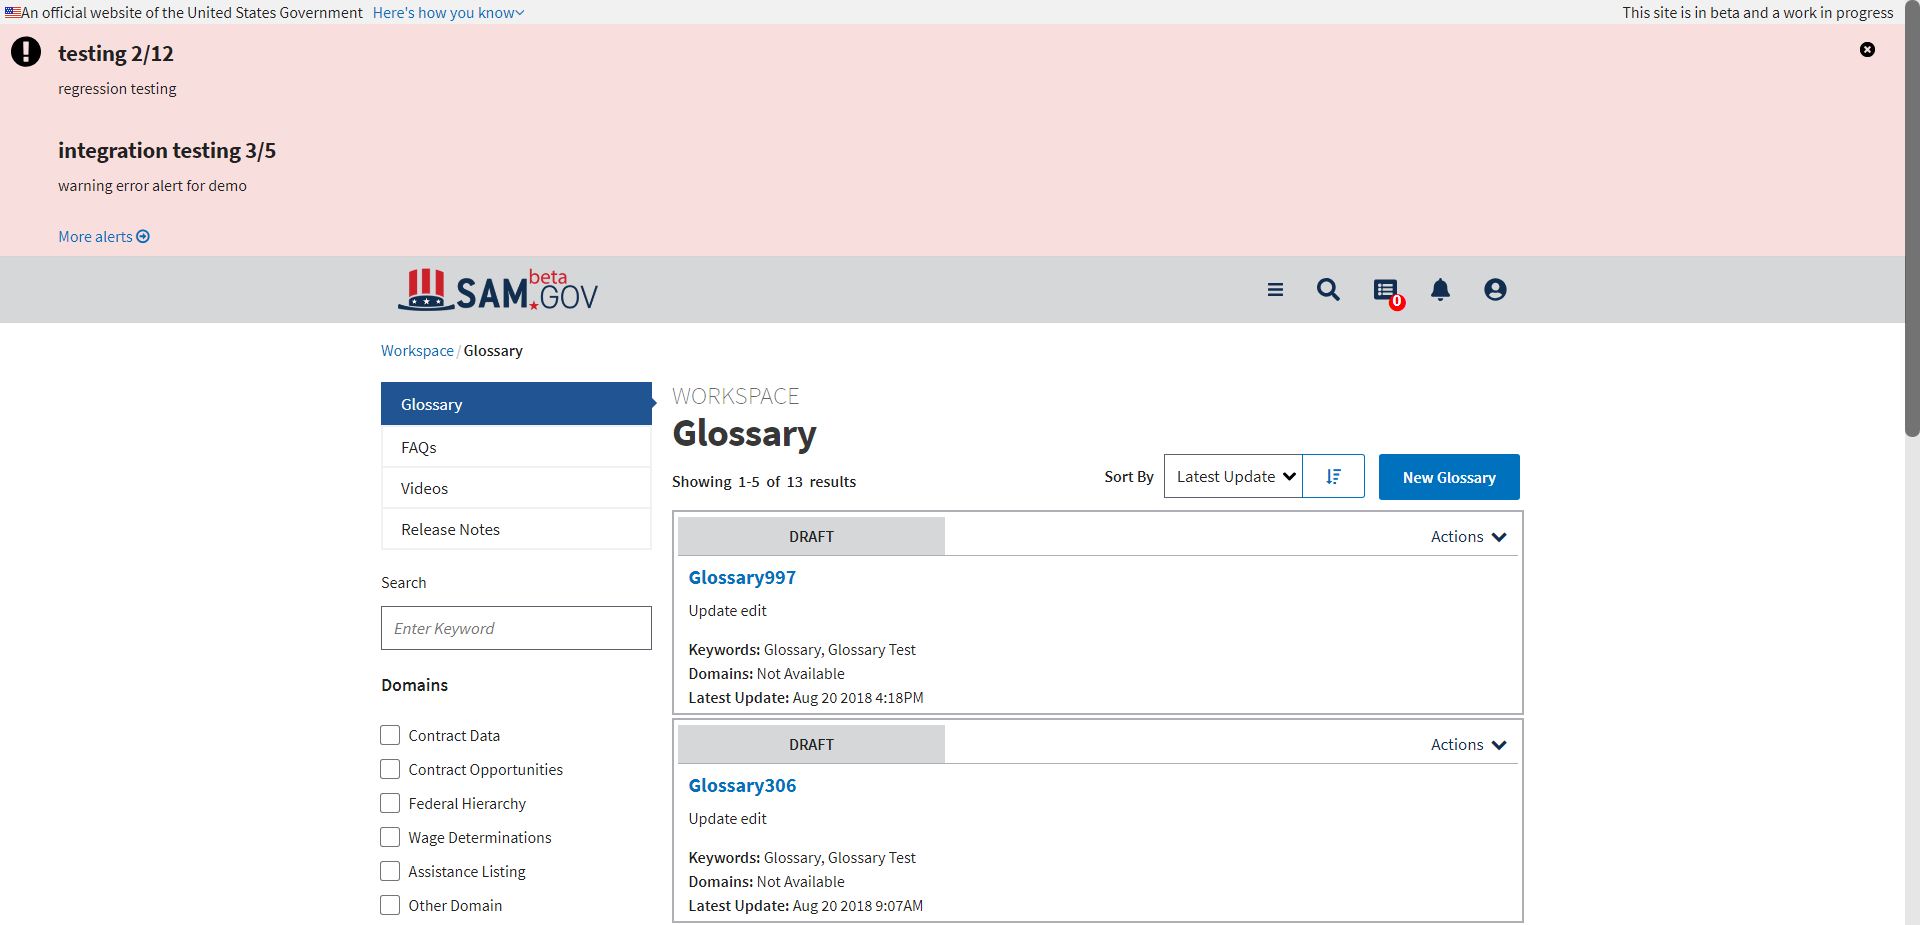 An official website of the United States Government Here's how you know
This site is in beta and a work in progress
testing 2/12
regression testing
integration testing 3/5
warning error alert for demo
More alerts
SAM beta .GOV
0
Workspace / Glossary
Glossary
FAQs
Videos
Release Notes
Search
Enter Keyword
Domains
Contract Data
Contract Opportunities
Federal Hierarchy
Wage Determinations
Assistance Listing
Other Domain
WORKSPACE
Glossary
Showing 1-5 of 13 results
Sort By Latest Update
New Glossary
DRAFT Actions
Glossary997
Update edit
Keywords: Glossary, Glossary Test
Domains: Not Available
Latest Update: Aug 20 2018 4:18PM
DRAFT Actions
Glossary306
Update edit
Keywords: Glossary, Glossary Test
Domains: Not Available
Latest Update: Aug 20 2018 9:07AM